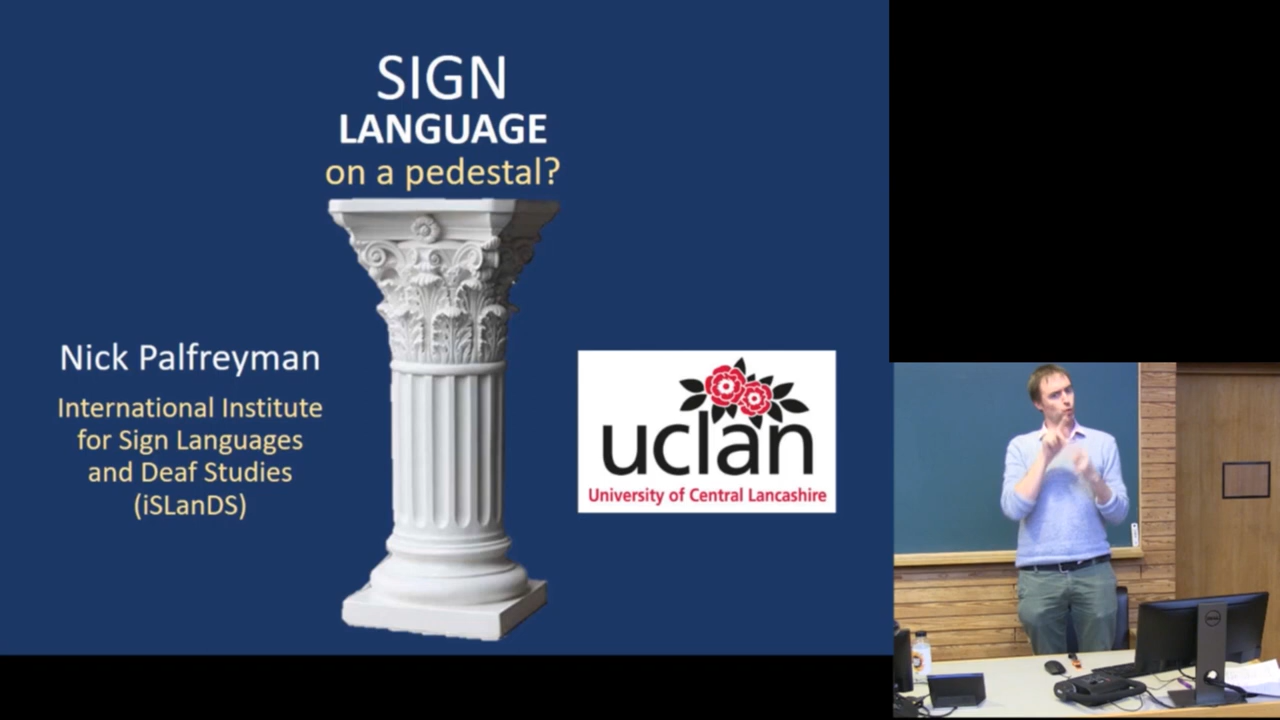 SIGN
LANGUAGE
on a pedestal?
Nick Palfreyman
International Institute
for Sign Languages
and Deaf Studies
(iSLanDS)
uclan
University of Central Lancashire
DELL